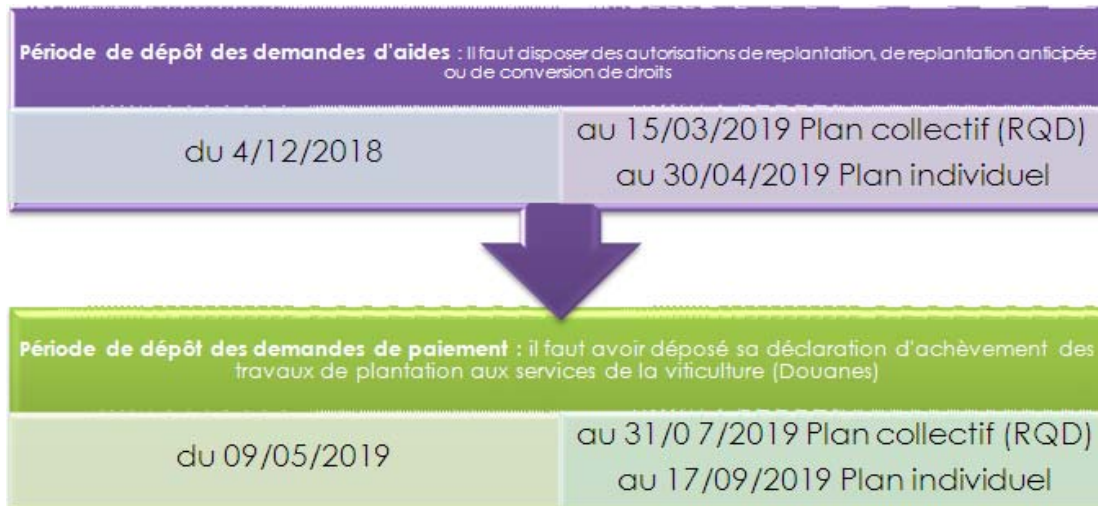 Période de dépôt des demandes d'aides : Il faut disposer des autorisations de replantation, de replantation anticipée
ou de conversion de droits
du 4/12/2018
au 15/03/2019 Plan collectif (RQD)
au 30/04/2019 Plan individuel
Période de dépôt des demandes de paiement : il faut avoir déposé sa déclaration d'achèvement des
travaux de plantation aux services de la viticulture (Douanes)
du 09/05/2019
au 31/0 7/2019 Plan collectif (RQD)
au 17/09/2019 Plan individuel